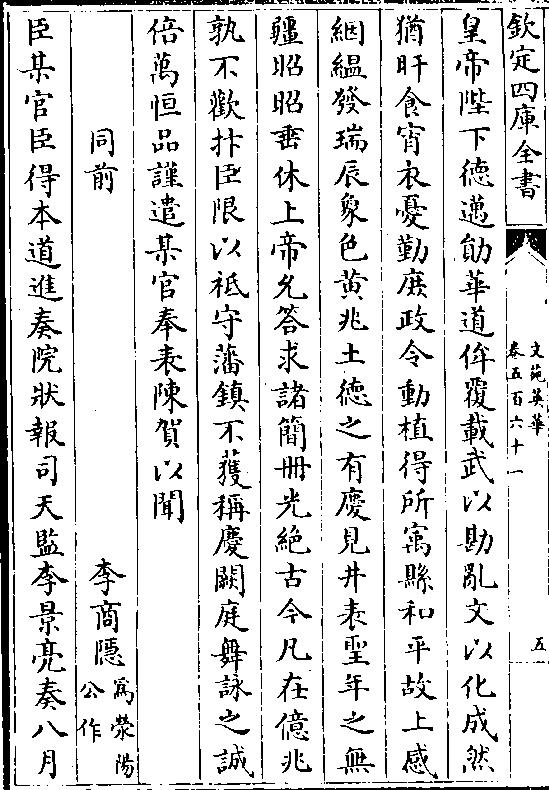 欽定四庫全書
文苑英華
卷五百六十一
五
皇帝陛下德邁勛華道侔覆載武以勘亂文以化成然
猶旰食宵衣憂勤庶政令動植得所寓縣和平故上感
絪緼發瑞辰象色黄兆土德之有慶見井表聖年之無
疆昭昭垂休上帝允答求諸簡冊光絶古今凡在億兆
孰不歡抃臣限以祗守藩鎮不獲稱慶闕庭舞詠之誠
倍萬恒品謹遣某官奉表陳賀以聞
同前
李商隱
為滎陽
公作
臣某官臣得本道進奏院狀報司天監李景亮奏八月